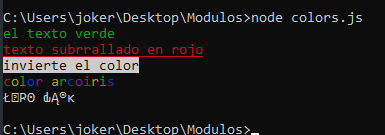 C:\Users\joker\Desktop\Modulos>node colors.js
el texto verde
texto subrrallado en rojo
invierte el color
color arcoiris
C:\Users\joker\Desktop\Modulos>